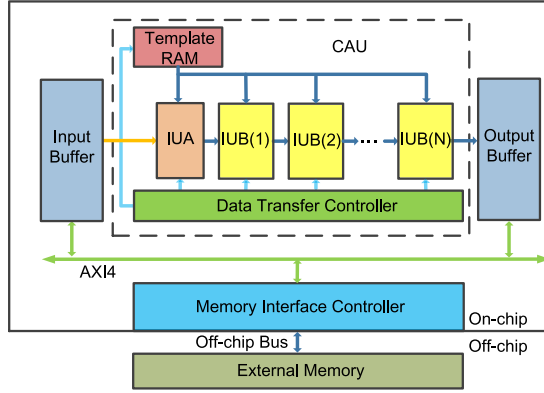 Template
RAM
CAU
Input
Buffer
IUA
IUB(1)
IUB(2)
...
IUB(N)
Output
Buffer
Data Transfer Controller
AXI4
Memory Interface Controller
On-chip
Off-chip Bus
Off-chip
External Memory